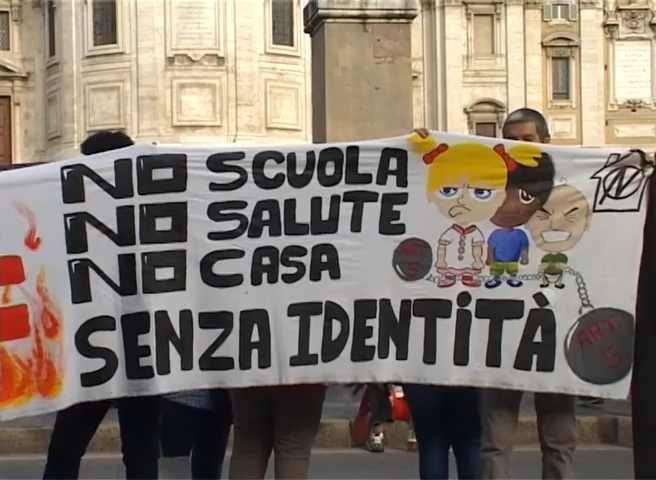 NO SCUOLA
NO SALUTE
NO CASA
SENZA IDENTITÀ
ART. 5
ART. 5